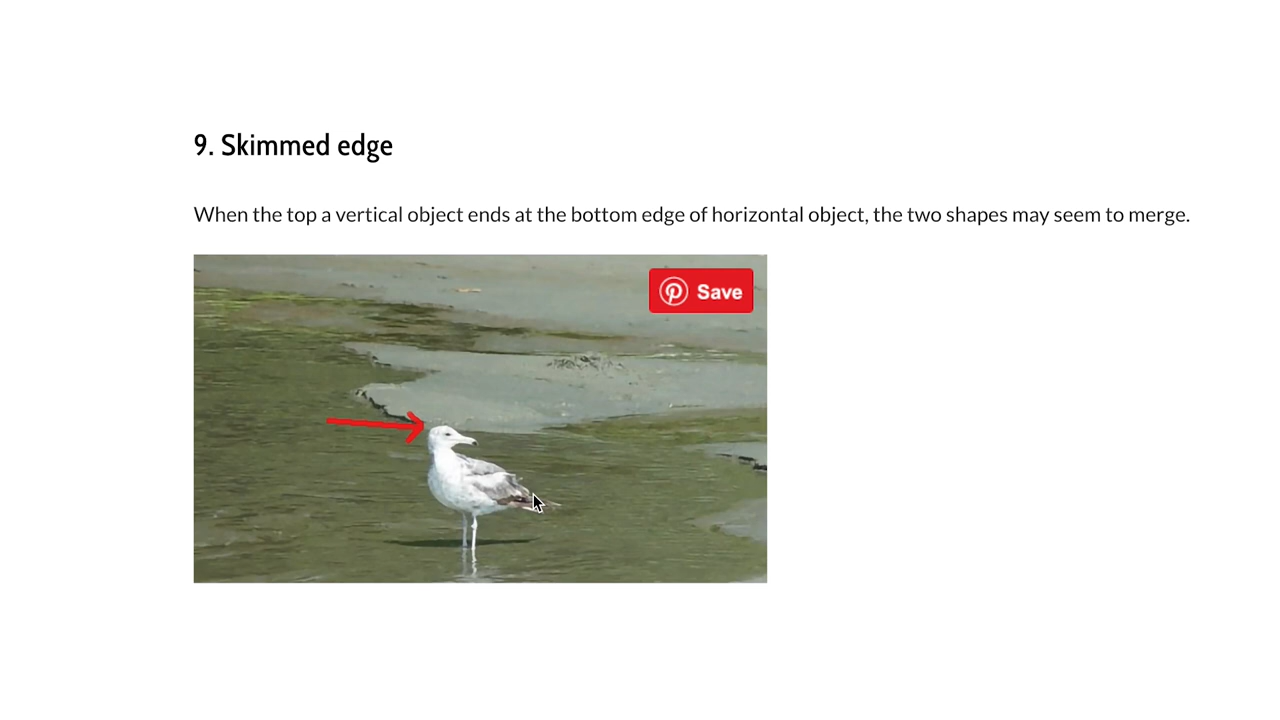 9. Skimmed edge
When the top a vertical object ends at the bottom edge of horizontal object, the two shapes may seem to merge.
Save